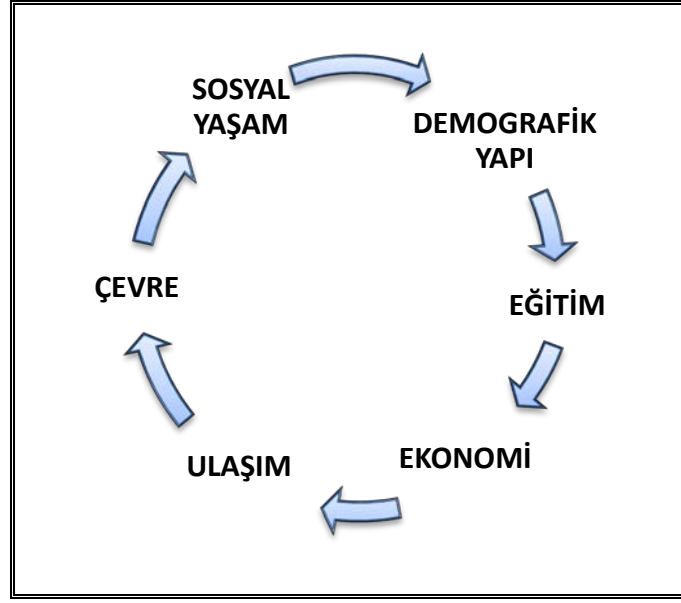 SOSYAL
YAŞAM
DEMOGRAFİK
YAPI
EĞİTİM
EKONOMİ
ULAŞIM
ÇEVRE